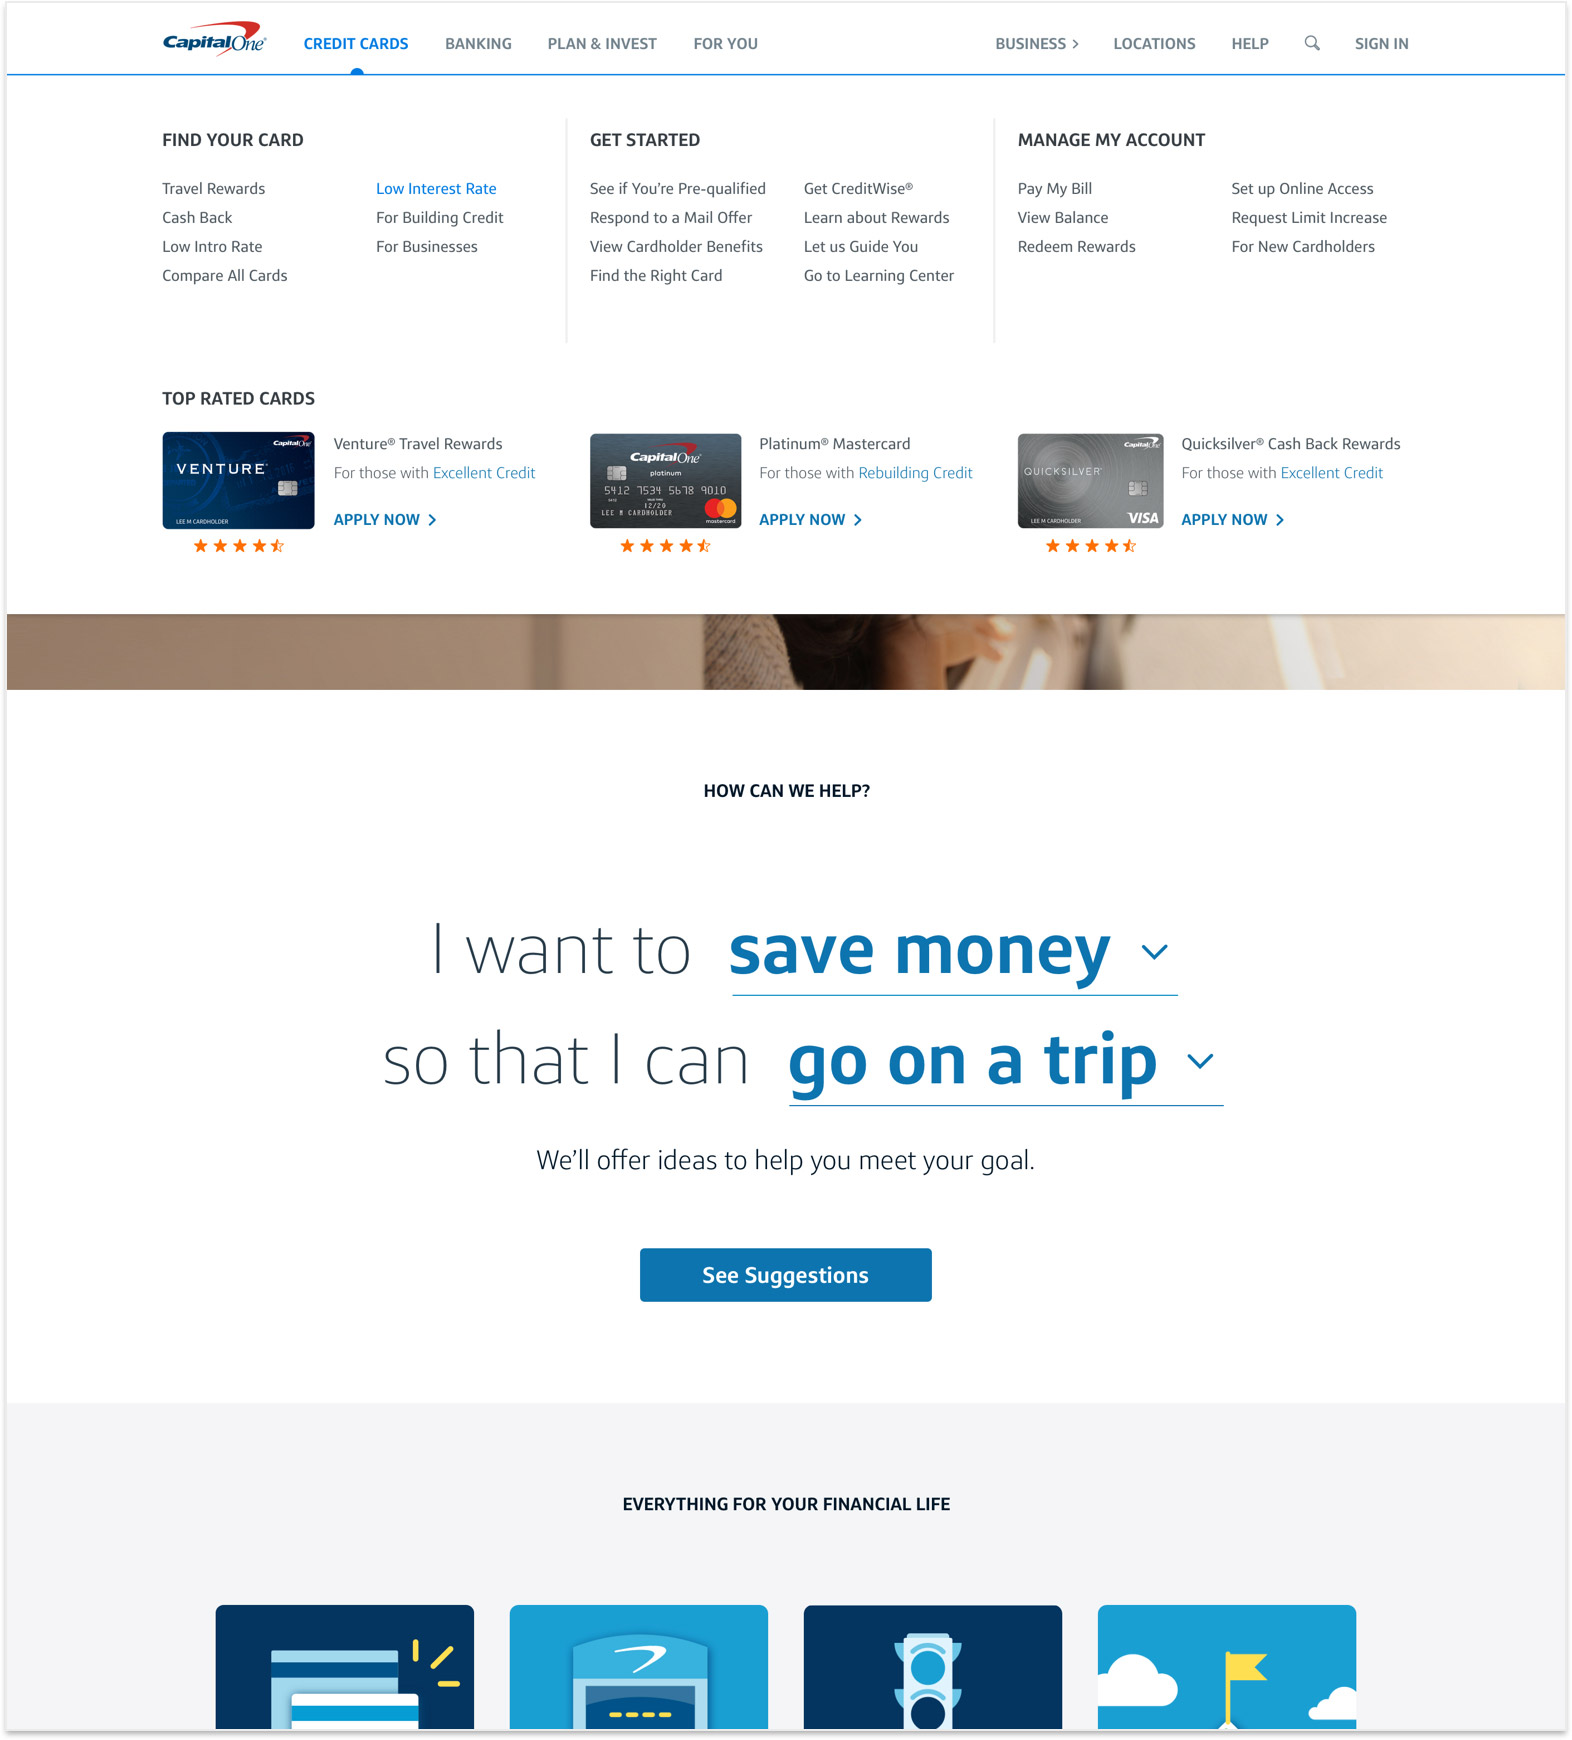 CapitalOne®
CREDIT CARDS
BANKING
PLAN & INVEST
FOR YOU
BUSINESS >
LOCATIONS
HELP
SIGN IN
FIND YOUR CARD
Travel Rewards
Cash Back
Low Intro Rate
Compare All Cards
Low Interest Rate
For Building Credit
For Businesses
GET STARTED
See if You’re Pre-qualified
Respond to a Mail Offer
View Cardholder Benefits
Find the Right Card
Get CreditWise®
Learn about Rewards
Let us Guide You
Go to Learning Center
MANAGE MY ACCOUNT
Pay My Bill
View Balance
Redeem Rewards
Set up Online Access
Request Limit Increase
For New Cardholders
TOP RATED CARDS
CapitalOne
VENTURE
LEE M CARDHOLDER
Venture® Travel Rewards
For those with Excellent Credit
APPLY NOW >
CapitalOne
platinum
5412 7534 5678 9010
12/20
LEE M CARDHOLDER
mastercard
Platinum® Mastercard
For those with Rebuilding Credit
APPLY NOW >
CapitalOne
QUICKSILVER
LEE M CARDHOLDER
VISA
Quicksilver® Cash Back Rewards
For those with Excellent Credit
APPLY NOW >
HOW CAN WE HELP?
I want to save money
so that I can go on a trip
We’ll offer ideas to help you meet your goal.
See Suggestions
EVERYTHING FOR YOUR FINANCIAL LIFE